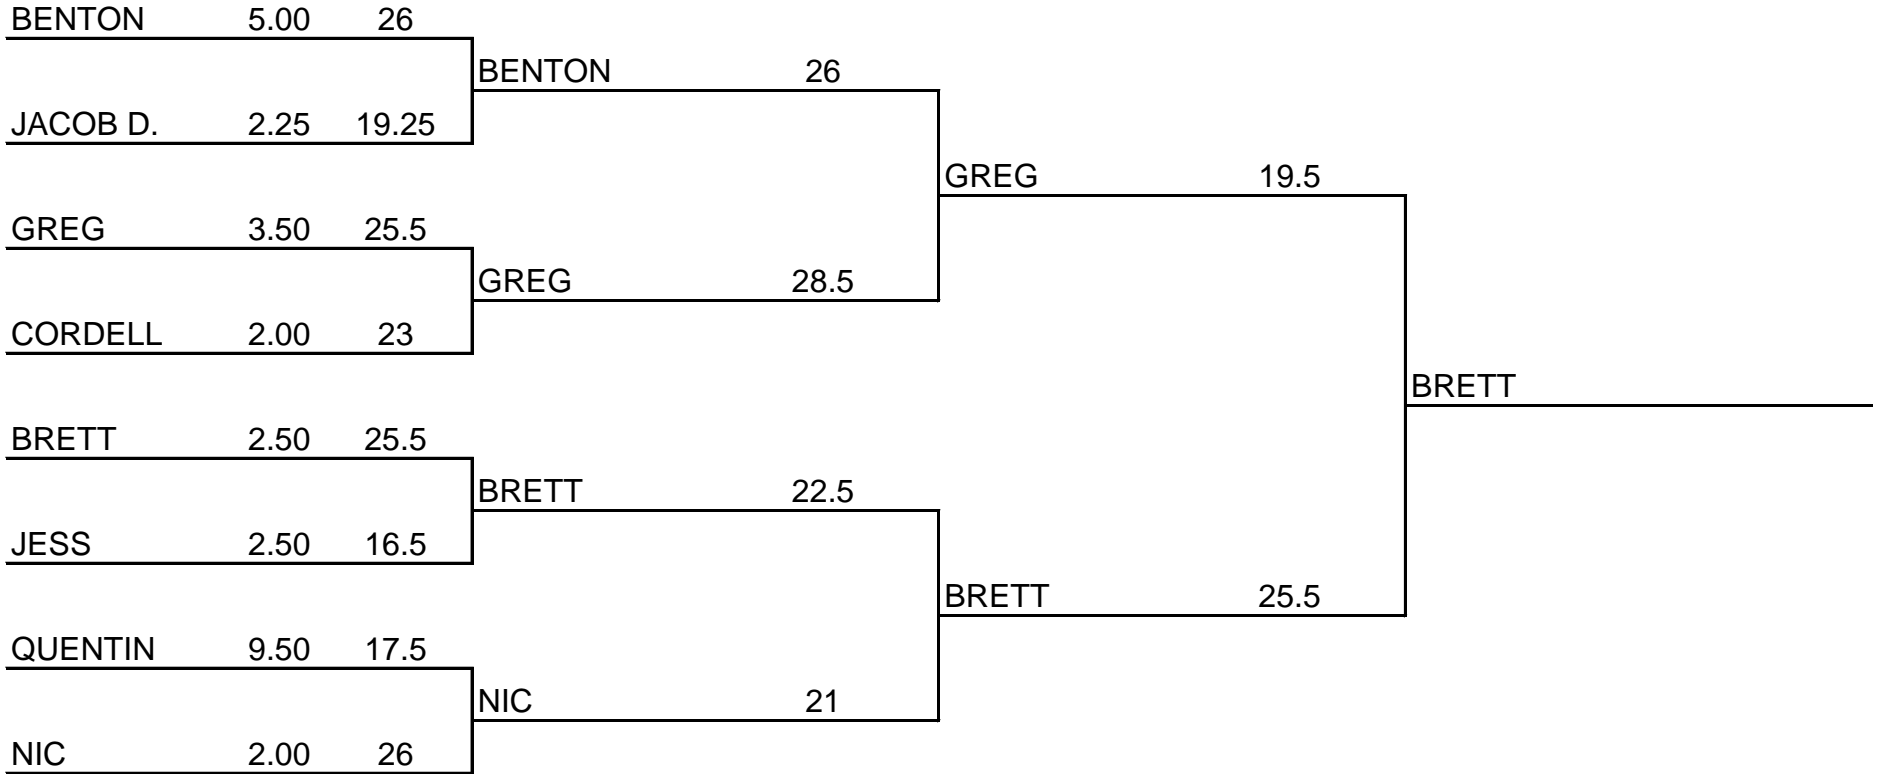 BENTON 5.00 26
BENTON 26
JACOB D. 2.25 19.25
GREG 19.5
GREG 3.50 25.5
GREG 28.5
CORDELL 2.00 23
BRETT
BRETT 2.50 25.5
BRETT 22.5
JESS 2.50 16.5
BRETT 25.5
QUENTIN 9.50 17.5
NIC 21
NIC 2.00 26